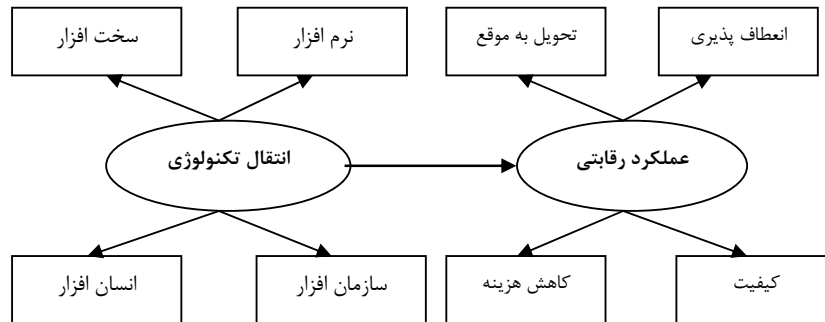 انعطاف پذیری
تحویل به موقع
نرم افزار
سخت افزار
عملکرد رقابتی
انتقال تکنولوژی
کیفیت
کاهش هزینه
سازمان افزار
انسان افزار